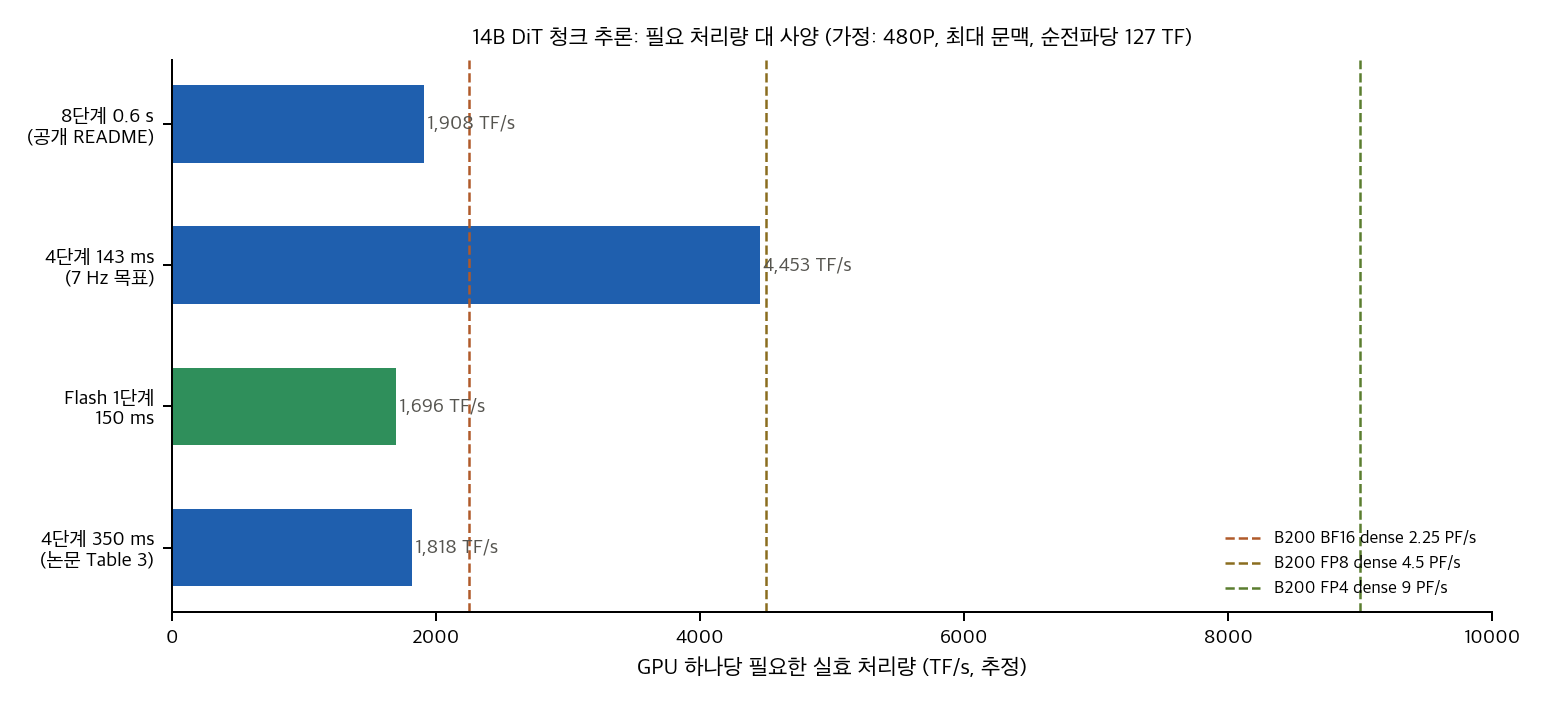 14B DiT 청크 추론: 필요 처리량 대 사양 (가정: 480P, 최대 문맥, 순전파당 127 TF)
8단계 0.6 s
(공개 README)
1,908 TF/s
4단계 143 ms
(7 Hz 목표)
4,453 TF/s
Flash 1단계
150 ms
1,696 TF/s
4단계 350 ms
(논문 Table 3)
1,818 TF/s
B200 BF16 dense 2.25 PF/s
B200 FP8 dense 4.5 PF/s
B200 FP4 dense 9 PF/s
0 2000 4000 6000 8000 10000
GPU 하나당 필요한 실효 처리량 (TF/s, 추정)